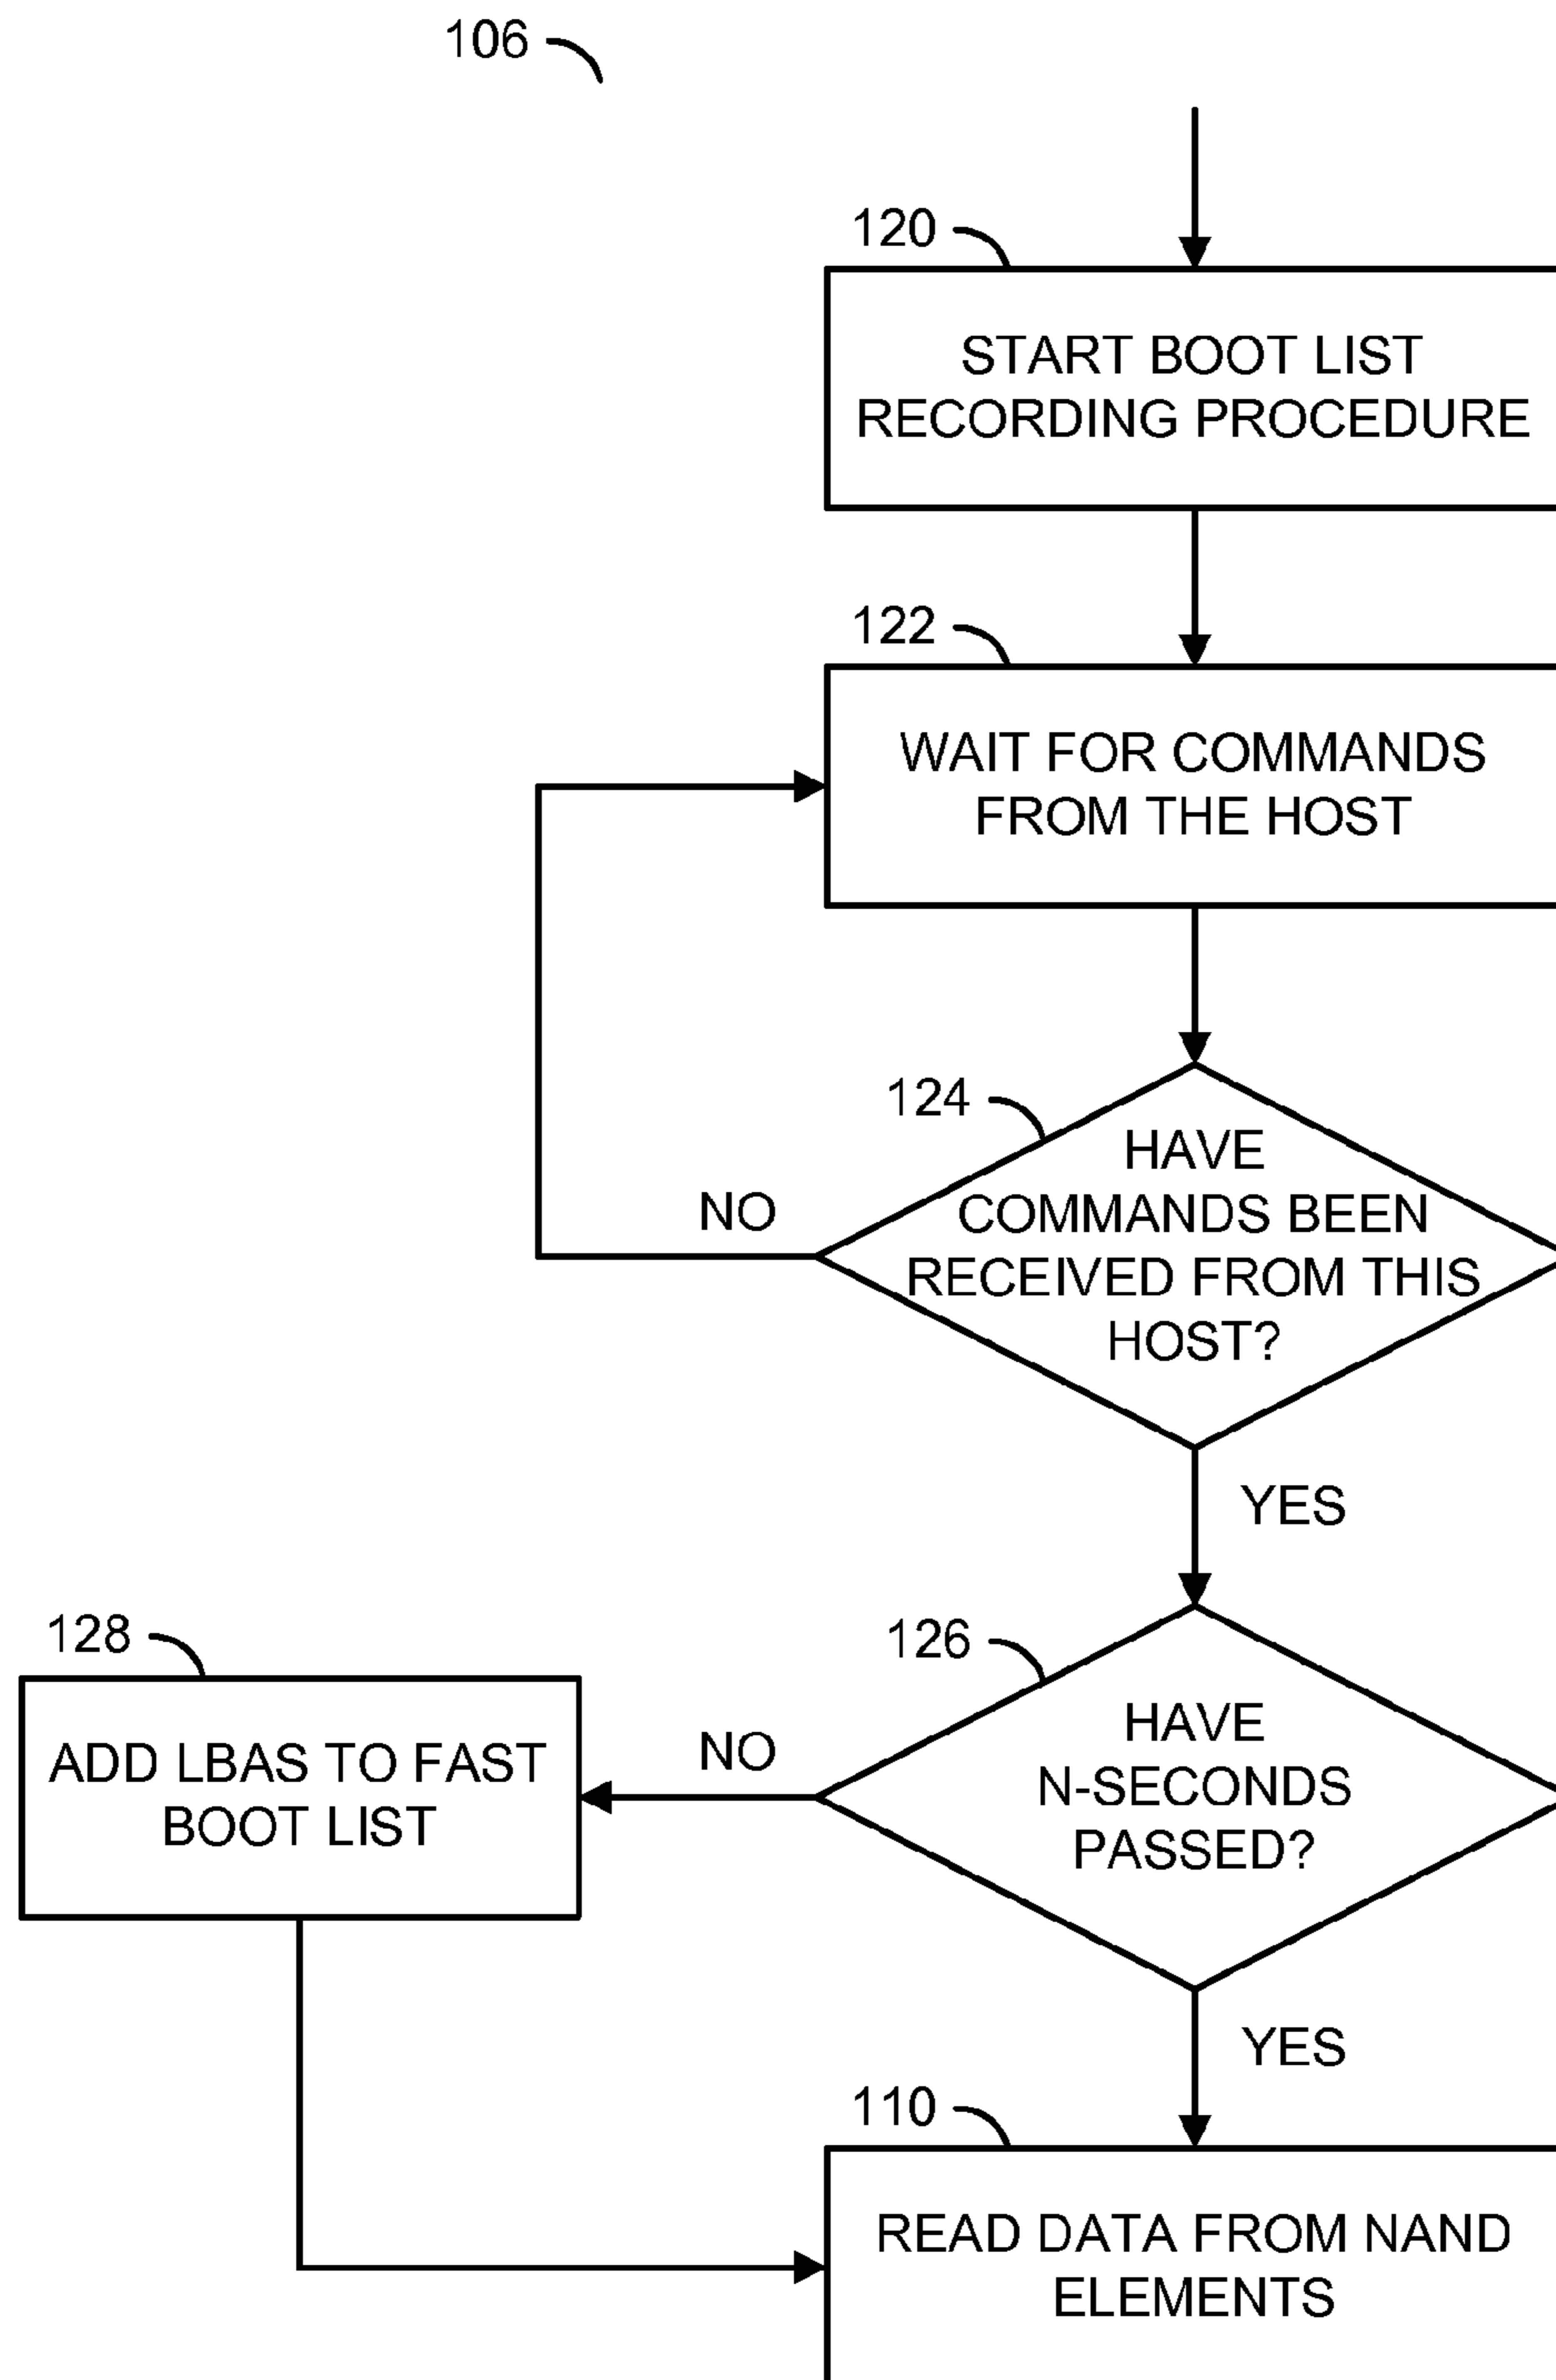 106
120
START BOOT LIST
RECORDING PROCEDURE
122
WAIT FOR COMMANDS
FROM THE HOST
124
HAVE
COMMANDS BEEN
RECEIVED FROM THIS
HOST?
NO
YES
126
HAVE
N-SECONDS
PASSED?
NO
128
ADD LBAS TO FAST
BOOT LIST
YES
110
READ DATA FROM NAND
ELEMENTS